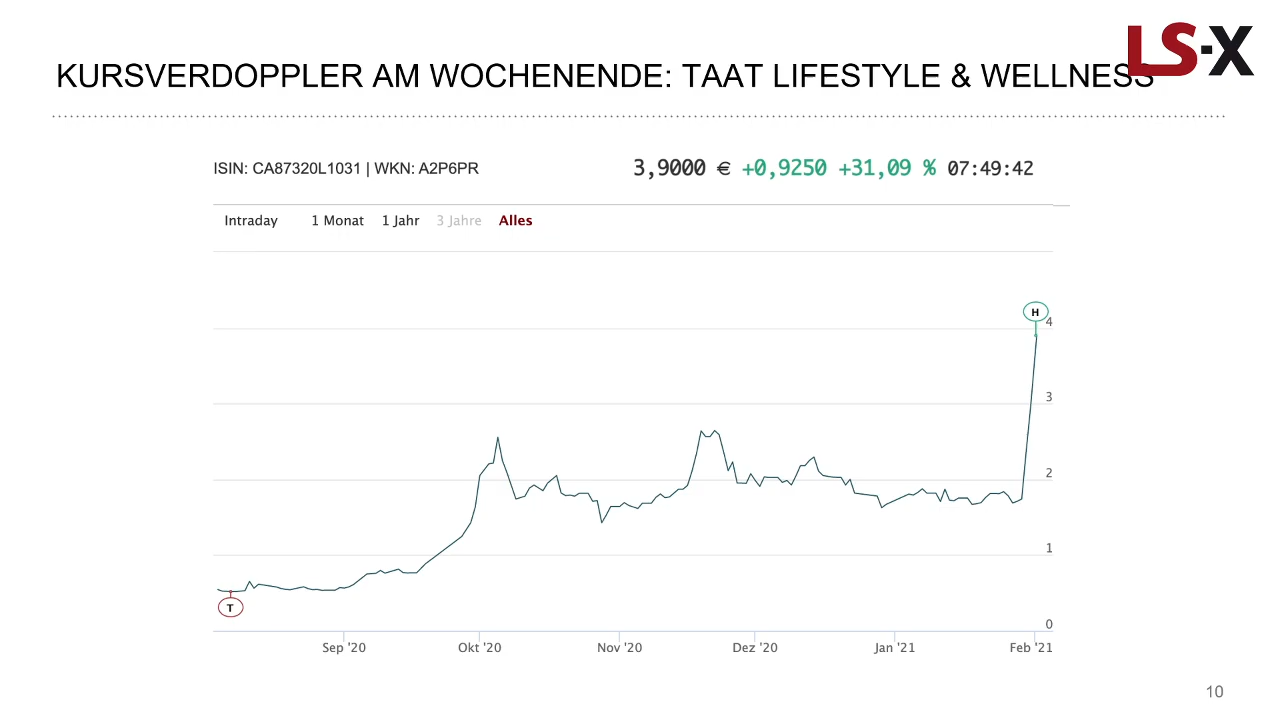 LS-X
KURSVERDOPPLER AM WOCHENENDE: TAAT LIFESTYLE & WELLNESS
ISIN: CA87320L1031 | WKN: A2P6PR
3,9000 € +0,9250 +31,09 % 07:49:42
Intraday 1 Monat 1 Jahr 3 Jahre Alles
H
4
3
2
1
T
0
Sep '20 Okt '20 Nov '20 Dez '20 Jan '21 Feb '21
10